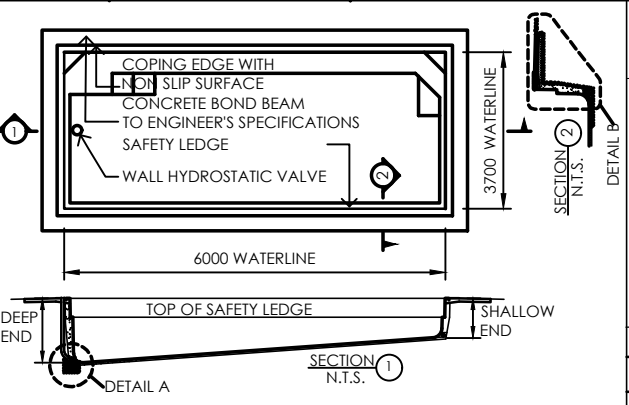 COPING EDGE WITH
NON SLIP SURFACE
CONCRETE BOND BEAM
TO ENGINEER'S SPECIFICATIONS
SAFETY LEDGE
WALL HYDROSTATIC VALVE
1
2
3700 WATERLINE
6000 WATERLINE
SECTION 2
N.T.S.
DETAIL B
DEEP
END
TOP OF SAFETY LEDGE
SHALLOW
END
SECTION 1
N.T.S.
DETAIL A